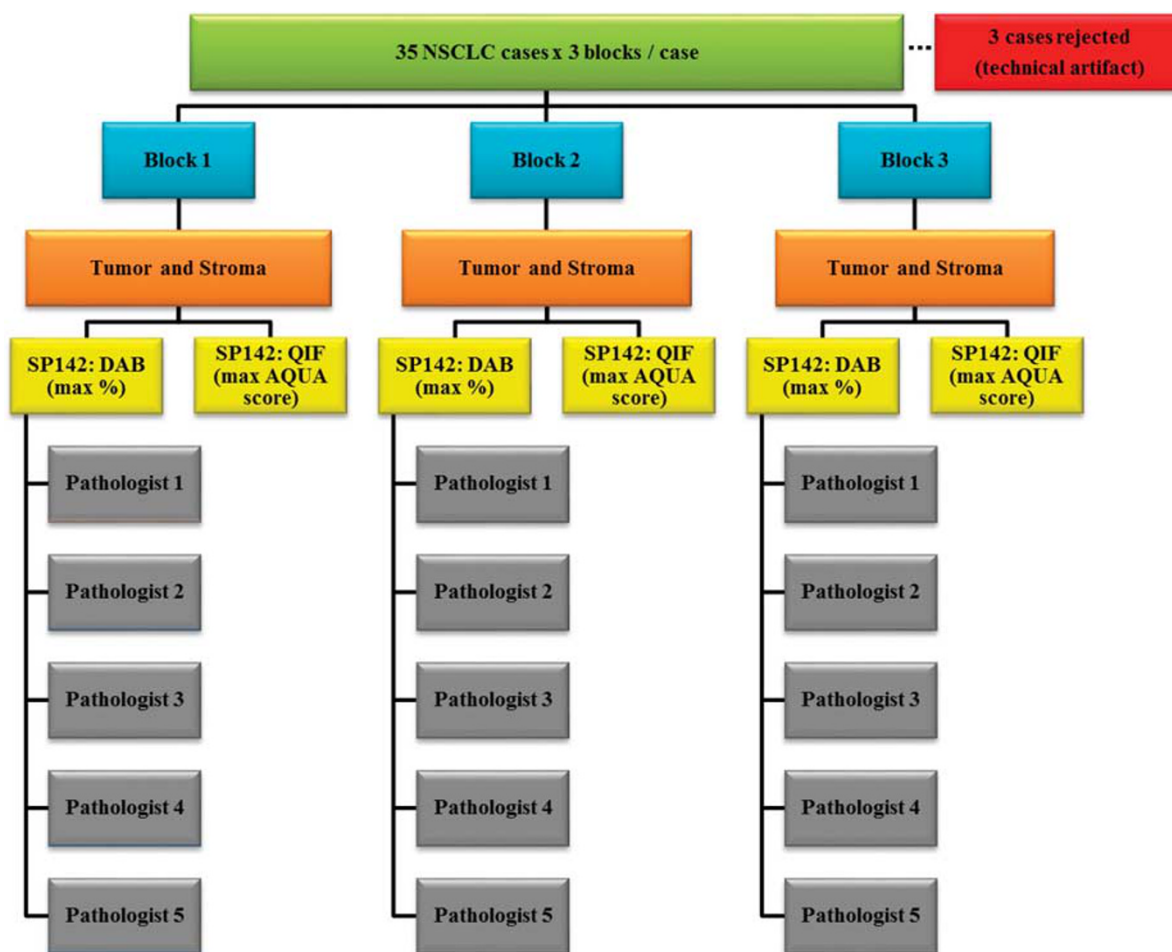 35 NSCLC cases x 3 blocks / case
3 cases rejected
(technical artifact)
Block 1
Block 2
Block 3
Tumor and Stroma
Tumor and Stroma
Tumor and Stroma
SP142: DAB
(max %)
SP142: QIF
(max AQUA
score)
SP142: DAB
(max %)
SP142: QIF
(max AQUA
score)
SP142: DAB
(max %)
SP142: QIF
(max AQUA
score)
Pathologist 1
Pathologist 1
Pathologist 1
Pathologist 2
Pathologist 2
Pathologist 2
Pathologist 3
Pathologist 3
Pathologist 3
Pathologist 4
Pathologist 4
Pathologist 4
Pathologist 5
Pathologist 5
Pathologist 5